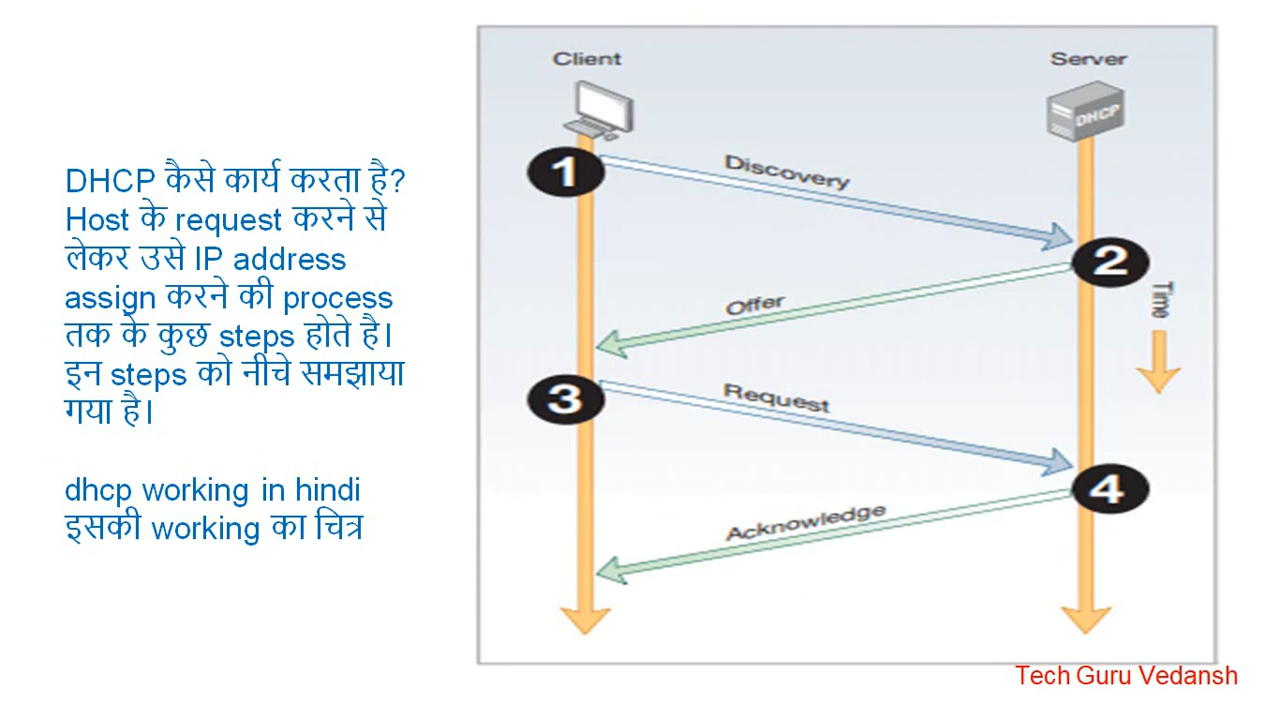 DHCP कैसे कार्य करता है?
Host के request करने से
लेकर उसे IP address
assign करने की process
तक के कुछ steps होते है।
इन steps को नीचे समझाया
गया है।
dhcp working in hindi
इसकी working का चित्र
Client
Server
DHCP
1
Discovery
2
Offer
Time
3
Request
4
Acknowledge
Tech Guru Vedansh